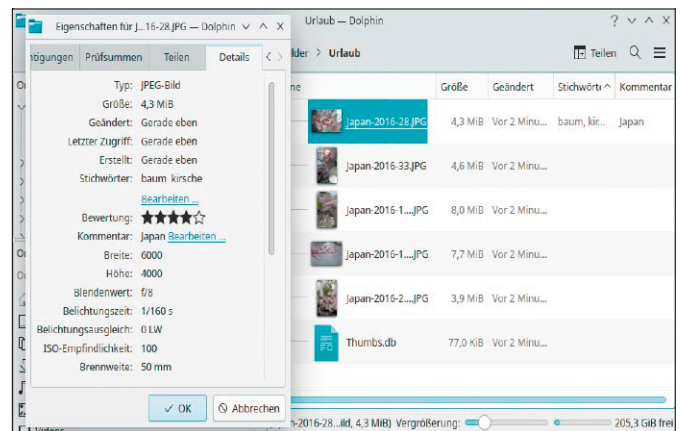 Eigenschaften für J...16-28.JPG — Dolphin
Prüfsummen Teilen Details
Typ: JPEG-Bild
Größe: 4,3 MiB
Geändert: Gerade eben
Letzter Zugriff: Gerade eben
Erstellt: Gerade eben
Stichwörter: baum kirsche
Bearbeiten ...
Bewertung:
Kommentar: Japan Bearbeiten ...
Breite: 6000
Höhe: 4000
Blendenwert: f/8
Belichtungszeit: 1/160 s
Belichtungsausgleich: 0 LW
ISO-Empfindlichkeit: 100
Brennweite: 50 mm
OK Abbrechen
Urlaub — Dolphin
> Urlaub
Teilen
Größe Geändert Stichwört Kommentar
Japan-2016-28.JPG 4,3 MiB Vor 2 Minu... baum, kir... Japan
Japan-2016-33.JPG 4,6 MiB Vor 2 Minu...
Japan-2016-1....JPG 8,0 MiB Vor 2 Minu...
Japan-2016-1....JPG 7,7 MiB Vor 2 Minu...
Japan-2016-2....JPG 3,9 MiB Vor 2 Minu...
Thumbs.db 77,0 KiB Vor 2 Minu...
n-2016-28...ild, 4,3 MiB) Vergrößerung: 205,3 GiB frei